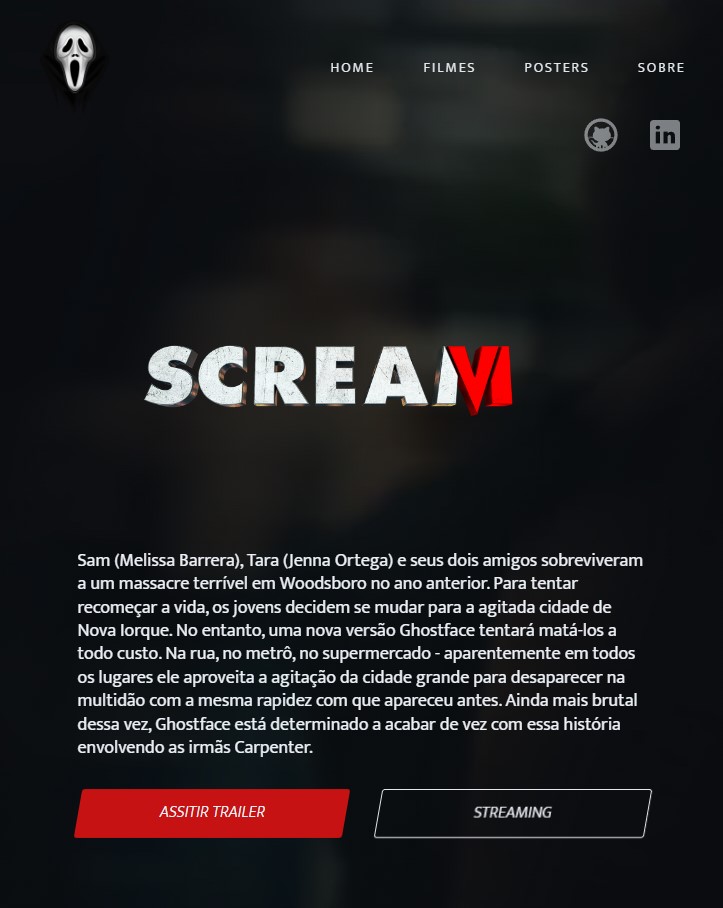 HOME FILMES POSTERS SOBRE
in
SCREAM VI
Sam (Melissa Barrera), Tara (Jenna Ortega) e seus dois amigos sobreviveram
a um massacre terrível em Woodsboro no ano anterior. Para tentar
recomeçar a vida, os jovens decidem se mudar para a agitada cidade de
Nova Iorque. No entanto, uma nova versão Ghostface tentará matá-los a
todo custo. Na rua, no metrô, no supermercado - aparentemente em todos
os lugares ele aproveita a agitação da cidade grande para desaparecer na
multidão com a mesma rapidez com que apareceu antes. Ainda mais brutal
dessa vez, Ghostface está determinado a acabar de vez com essa história
envolvendo as irmãs Carpenter.
ASSITIR TRAILER STREAMING